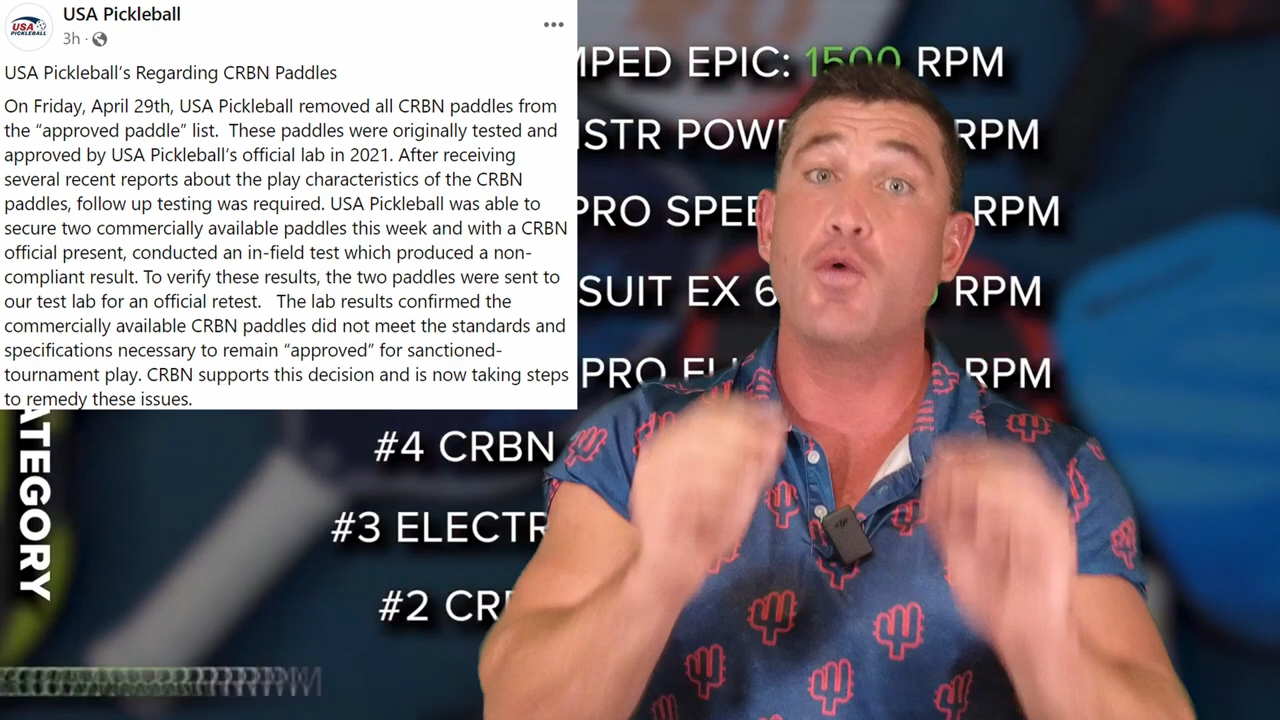 USA
PICKLEBALL
USA Pickleball
3h ·
USA Pickleball's Regarding CRBN Paddles
On Friday, April 29th, USA Pickleball removed all CRBN paddles from
the “approved paddle” list.  These paddles were originally tested and
approved by USA Pickleball's official lab in 2021. After receiving
several recent reports about the play characteristics of the CRBN
paddles, follow up testing was required. USA Pickleball was able to
secure two commercially available paddles this week and with a CRBN
official present, conducted an in-field test which produced a non-
compliant result. To verify these results, the two paddles were sent to
our test lab for an official retest.   The lab results confirmed the
commercially available CRBN paddles did not meet the standards and
specifications necessary to remain “approved” for sanctioned-
tournament play. CRBN supports this decision and is now taking steps
to remedy these issues.
MPED EPIC: 1500 RPM
ISTR POW RPM
PRO SPEE RPM
SUIT EX 6 RPM
PRO RPM
#4 CRBN
#3 ELECTR
#2 CR
ATEGORY